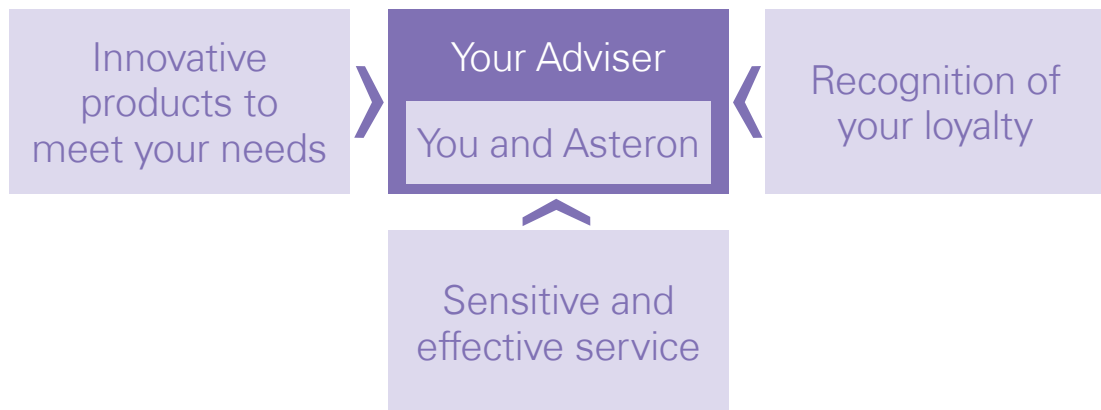 Innovative
products to
meet your needs
Your Adviser
You and Asteron
Recognition of
your loyalty
Sensitive and
effective service